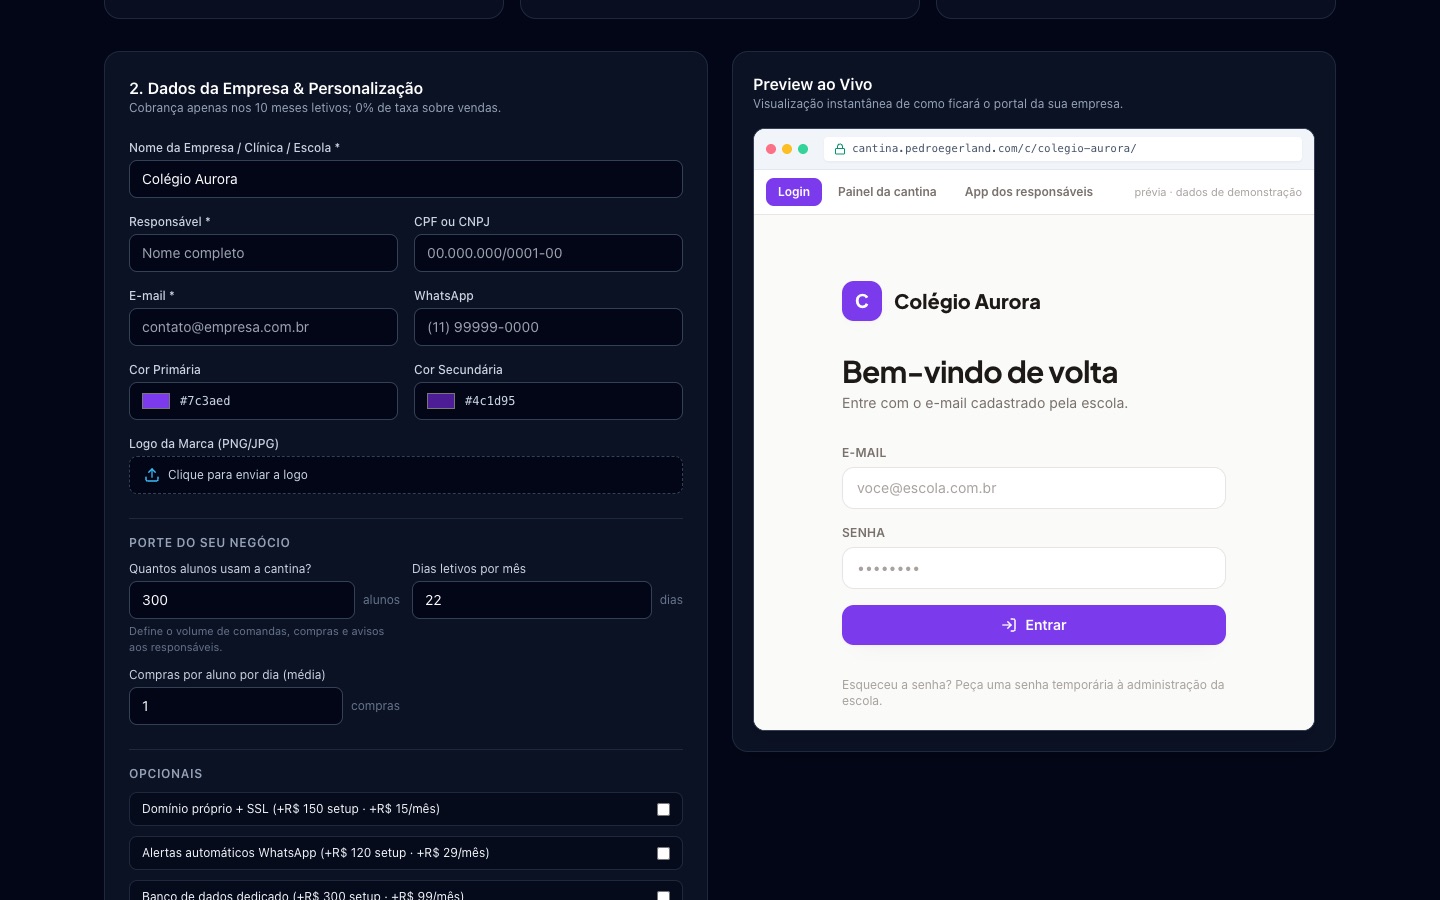 2. Dados da Empresa & Personalização
Cobrança apenas nos 10 meses letivos; 0% de taxa sobre vendas.
Nome da Empresa / Clínica / Escola *
Colégio Aurora
Responsável *
CPF ou CNPJ
Nome completo
00.000.000/0001-00
E-mail *
WhatsApp
contato@empresa.com.br
(11) 99999-0000
Cor Primária
Cor Secundária
#7c3aed
#4c1d95
Logo da Marca (PNG/JPG)
Clique para enviar a logo
PORTE DO SEU NEGÓCIO
Quantos alunos usam a cantina?
Dias letivos por mês
300
alunos
22
dias
Define o volume de comandas, compras e avisos
aos responsáveis.
Compras por aluno por dia (média)
1
compras
OPCIONAIS
Domínio próprio + SSL (+R$ 150 setup · +R$ 15/mês)
Alertas automáticos WhatsApp (+R$ 120 setup · +R$ 29/mês)
Banco de dados dedicado (+R$ 300 setup · +R$ 99/mês)
Preview ao Vivo
Visualização instantânea de como ficará o portal da sua empresa.
cantina.pedroegerland.com/c/colegio-aurora/
Login
Painel da cantina
App dos responsáveis
prévia · dados de demonstração
C
Colégio Aurora
Bem-vindo de volta
Entre com o e-mail cadastrado pela escola.
E-MAIL
voce@escola.com.br
SENHA
••••••••
Entrar
Esqueceu a senha? Peça uma senha temporária à administração da
escola.